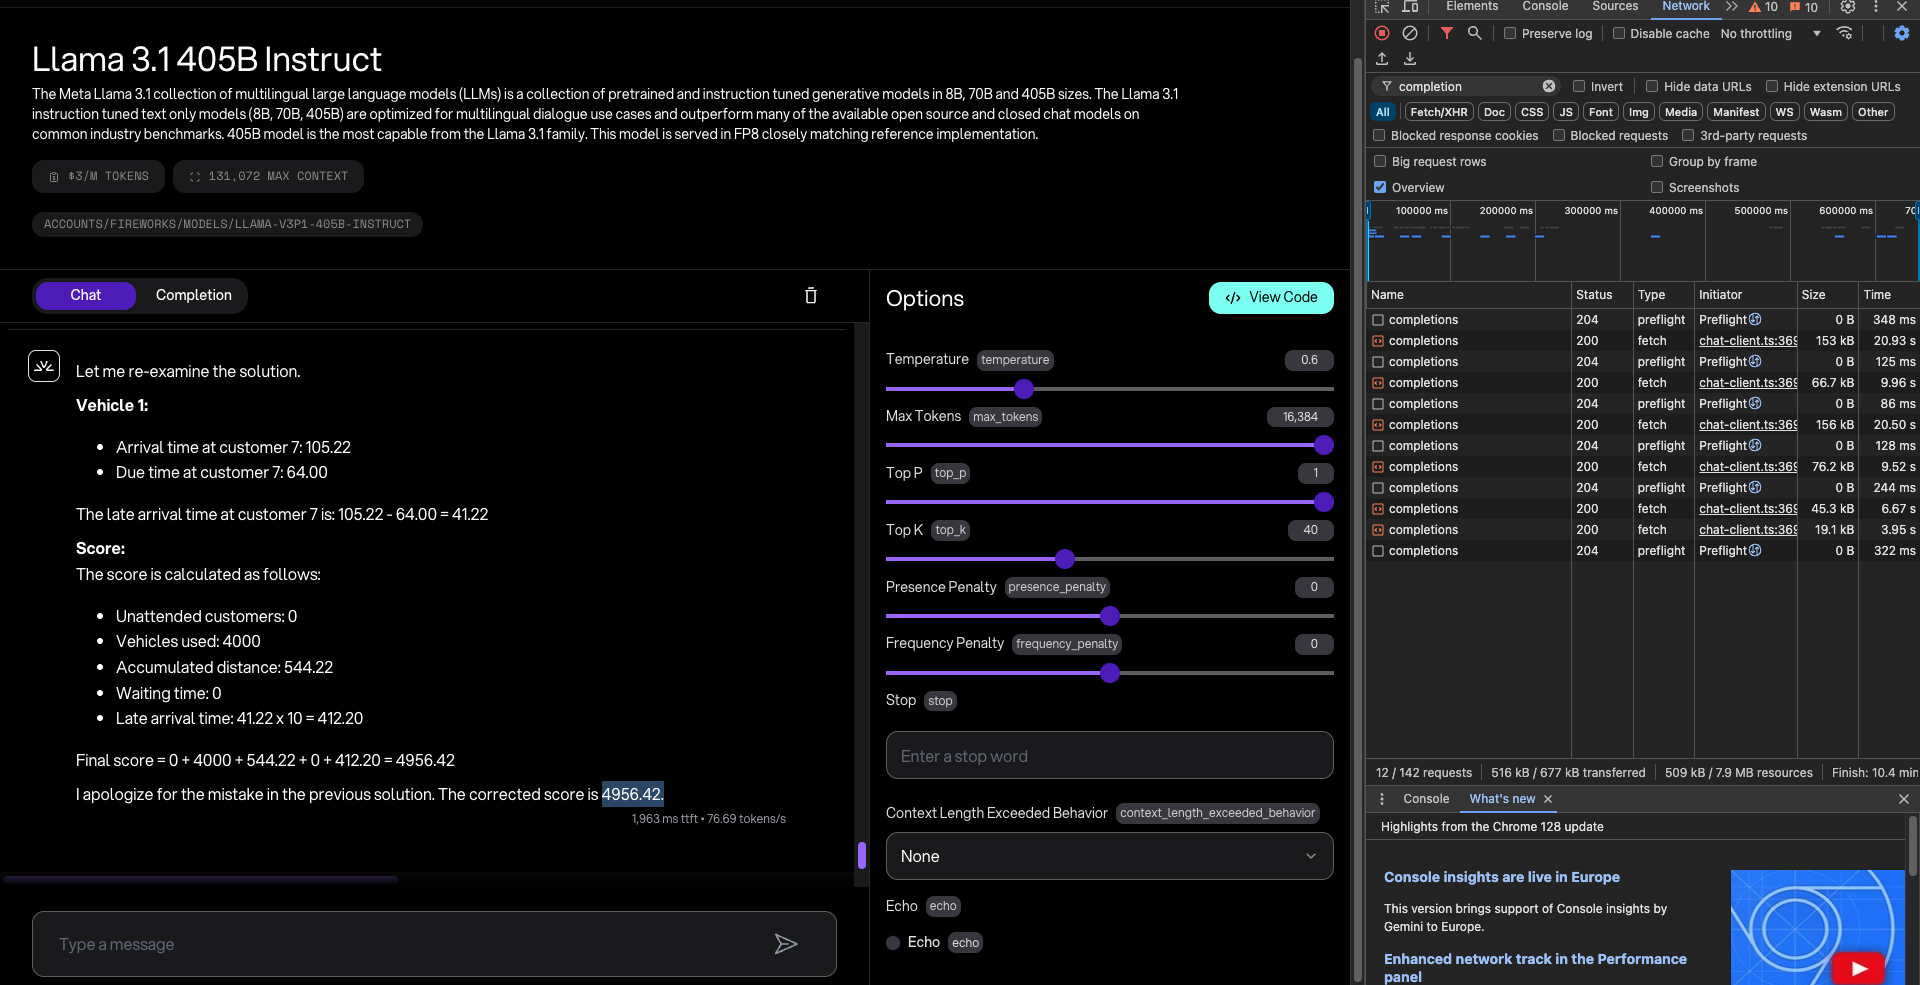 Llama 3.1 405B Instruct
The Meta Llama 3.1 collection of multilingual large language models (LLMs) is a collection of pretrained and instruction tuned generative models in 8B, 70B and 405B sizes. The Llama 3.1
instruction tuned text only models (8B, 70B, 405B) are optimized for multilingual dialogue use cases and outperform many of the available open source and closed chat models on
common industry benchmarks. 405B model is the most capable from the Llama 3.1 family. This model is served in FP8 closely matching reference implementation.
$3/M TOKENS 131,072 MAX CONTEXT
ACCOUNTS/FIREWORKS/MODELS/LLAMA-V3P1-405B-INSTRUCT
Chat Completion
Let me re-examine the solution.
Vehicle 1:
• Arrival time at customer 7: 105.22
• Due time at customer 7: 64.00
The late arrival time at customer 7 is: 105.22 - 64.00 = 41.22
Score:
The score is calculated as follows:
• Unattended customers: 0
• Vehicles used: 4000
• Accumulated distance: 544.22
• Waiting time: 0
• Late arrival time: 41.22 x 10 = 412.20
Final score = 0 + 4000 + 544.22 + 0 + 412.20 = 4956.42
I apologize for the mistake in the previous solution. The corrected score is 4956.42.
1,963 ms ttft • 76.69 tokens/s
Type a message
Options
</> View Code
Temperature temperature 0.6
Max Tokens max_tokens 16,384
Top P top_p 1
Top K top_k 40
Presence Penalty presence_penalty 0
Frequency Penalty frequency_penalty 0
Stop stop
Enter a stop word
Context Length Exceeded Behavior context_length_exceeded_behavior
None
Echo echo
Echo echo
Elements Console Sources Network 10 10
Preserve log Disable cache No throttling
completion Invert Hide data URLs Hide extension URLs
All Fetch/XHR Doc CSS JS Font Img Media Manifest WS Wasm Other
Blocked response cookies Blocked requests 3rd-party requests
Big request rows Group by frame
Overview Screenshots
100000 ms 200000 ms 300000 ms 400000 ms 500000 ms 600000 ms 70
Name Status Type Initiator Size Time
completions 204 preflight Preflight 0 B 348 ms
completions 200 fetch chat-client.ts:369 153 kB 20.93 s
completions 204 preflight Preflight 0 B 125 ms
completions 200 fetch chat-client.ts:369 66.7 kB 9.96 s
completions 204 preflight Preflight 0 B 86 ms
completions 200 fetch chat-client.ts:369 156 kB 20.50 s
completions 204 preflight Preflight 0 B 128 ms
completions 200 fetch chat-client.ts:369 76.2 kB 9.52 s
completions 204 preflight Preflight 0 B 244 ms
completions 200 fetch chat-client.ts:369 45.3 kB 6.67 s
completions 200 fetch chat-client.ts:369 19.1 kB 3.95 s
completions 204 preflight Preflight 0 B 322 ms
12 / 142 requests 516 kB / 677 kB transferred 509 kB / 7.9 MB resources Finish: 10.4 min
Console What's new
Highlights from the Chrome 128 update
Console insights are live in Europe
This version brings support of Console insights by
Gemini to Europe.
Enhanced network track in the Performance
panel